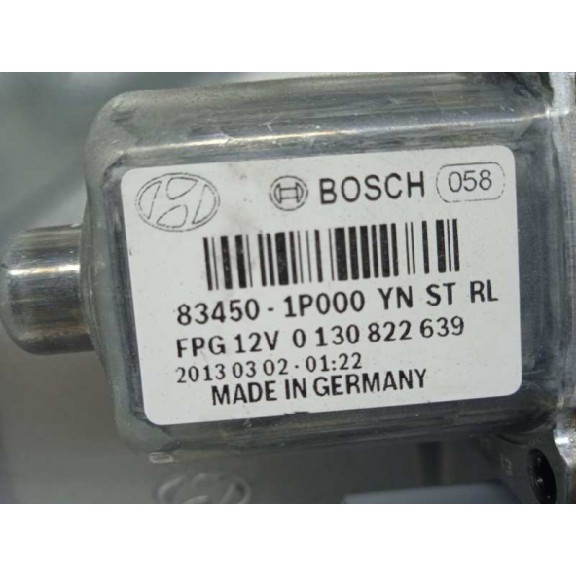 BOSCH 058
83450-1P000 YN ST RL
FPG 12V 0 130 822 639
2013 03 02-01:22
MADE IN GERMANY